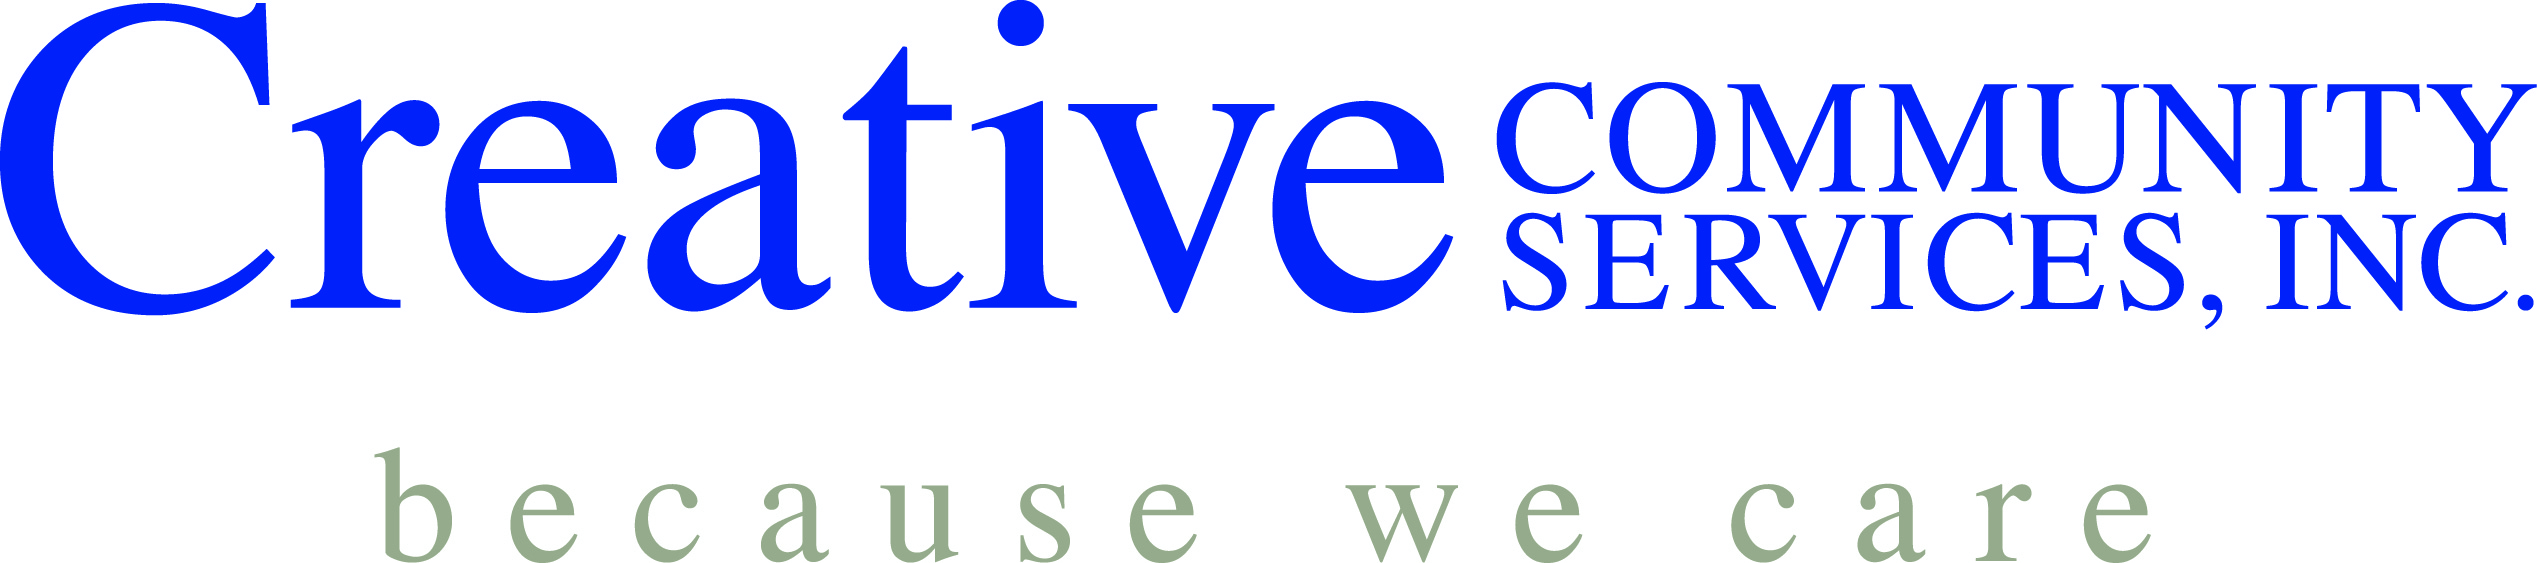 Creative COMMUNITY
SERVICES, INC.
because we care